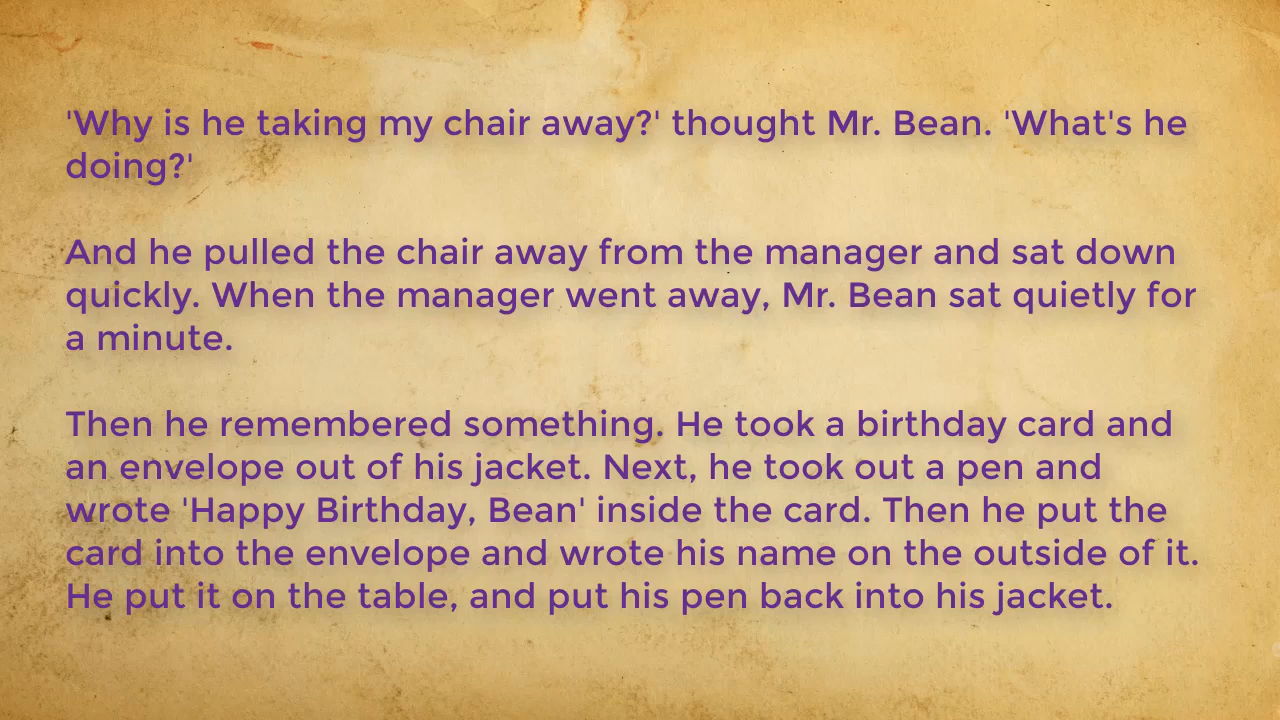 'Why is he taking my chair away?' thought Mr. Bean. 'What's he
doing?'
And he pulled the chair away from the manager and sat down
quickly. When the manager went away, Mr. Bean sat quietly for
a minute.
Then he remembered something. He took a birthday card and
an envelope out of his jacket. Next, he took out a pen and
wrote 'Happy Birthday, Bean' inside the card. Then he put the
card into the envelope and wrote his name on the outside of it.
He put it on the table, and put his pen back into his jacket.